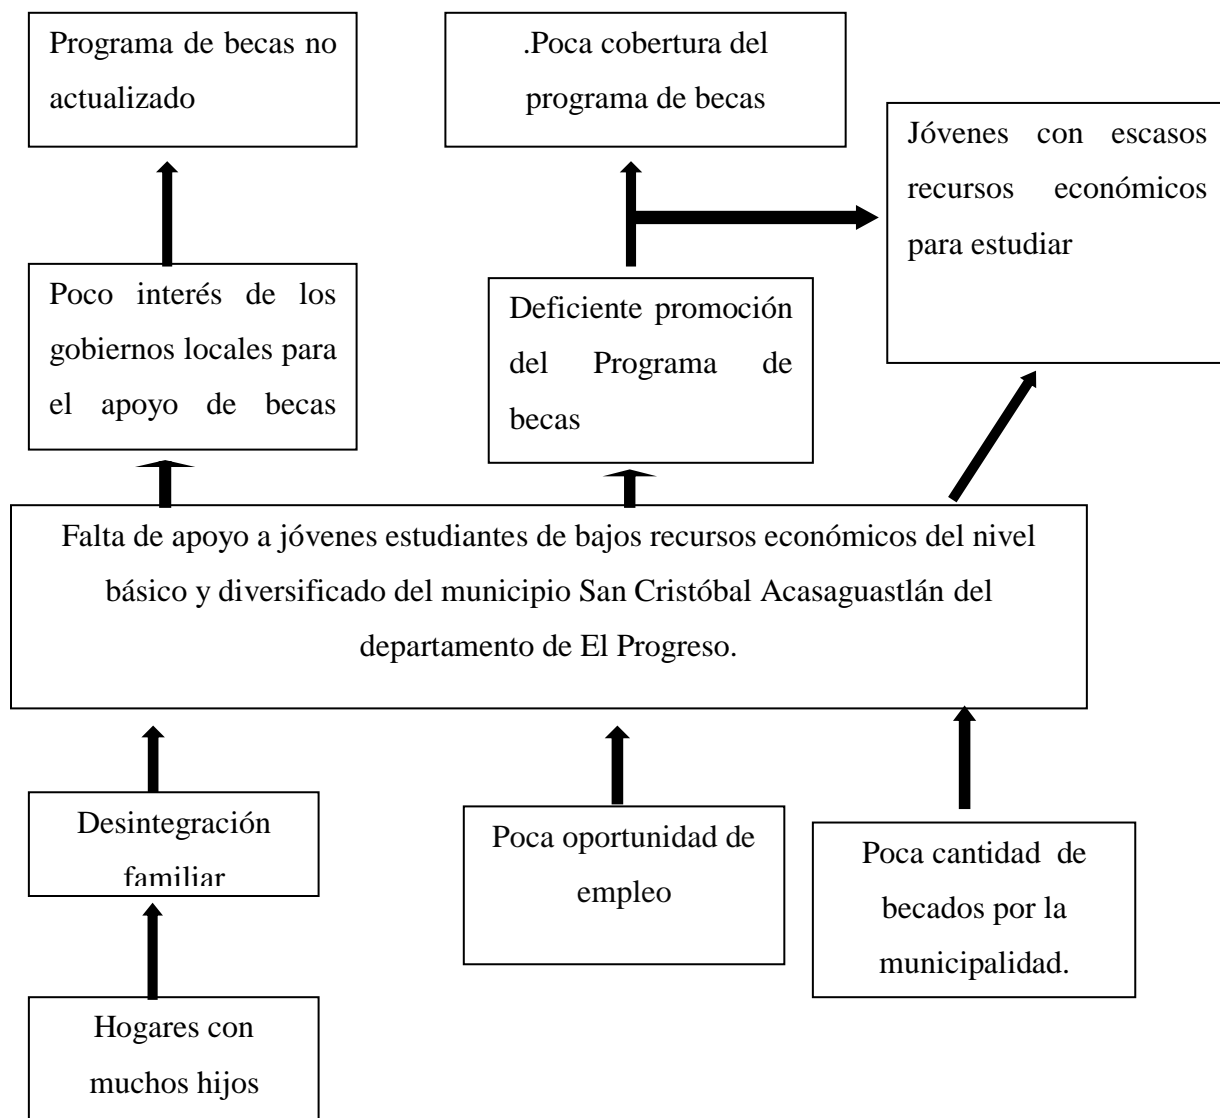 Programa de becas no
actualizado
.Poca cobertura del
programa de becas
Jóvenes con escasos
recursos económicos
para estudiar
Poco interés de los
gobiernos locales para
el apoyo de becas
Deficiente promoción
del Programa de
becas
Falta de apoyo a jóvenes estudiantes de bajos recursos económicos del nivel
básico y diversificado del municipio San Cristóbal Acasaguastlán del
departamento de El Progreso.
Desintegración
familiar
Poca oportunidad de
empleo
Poca cantidad de
becados por la
municipalidad.
Hogares con
muchos hijos